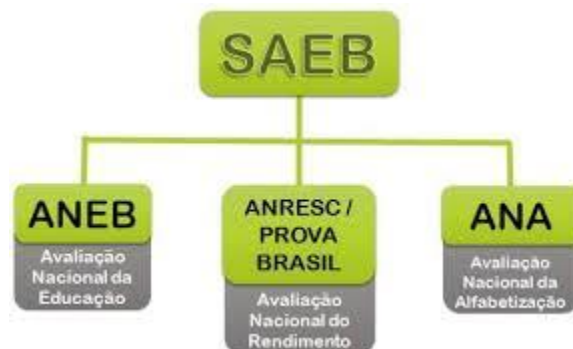 SAEB
ANEB
Avaliação
Nacional da
Educação
ANRESC /
PROVA
BRASIL
Avaliação
Nacional do
Rendimento
ANA
Avaliação
Nacional da
Alfabetização